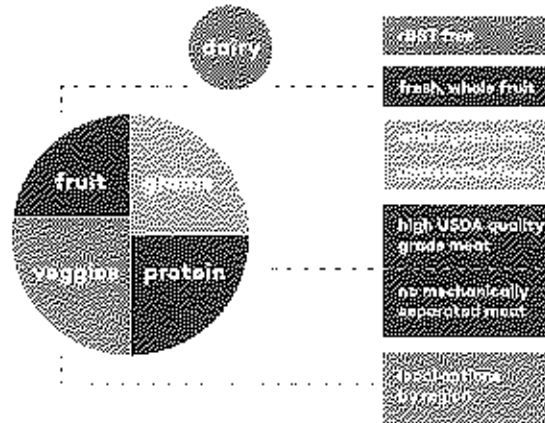 dairy
rBST free
fresh, whole fruit
fruit
grains
high USDA quality
grade meat
veggies
protein
no mechanically
separated meat
local options
by region